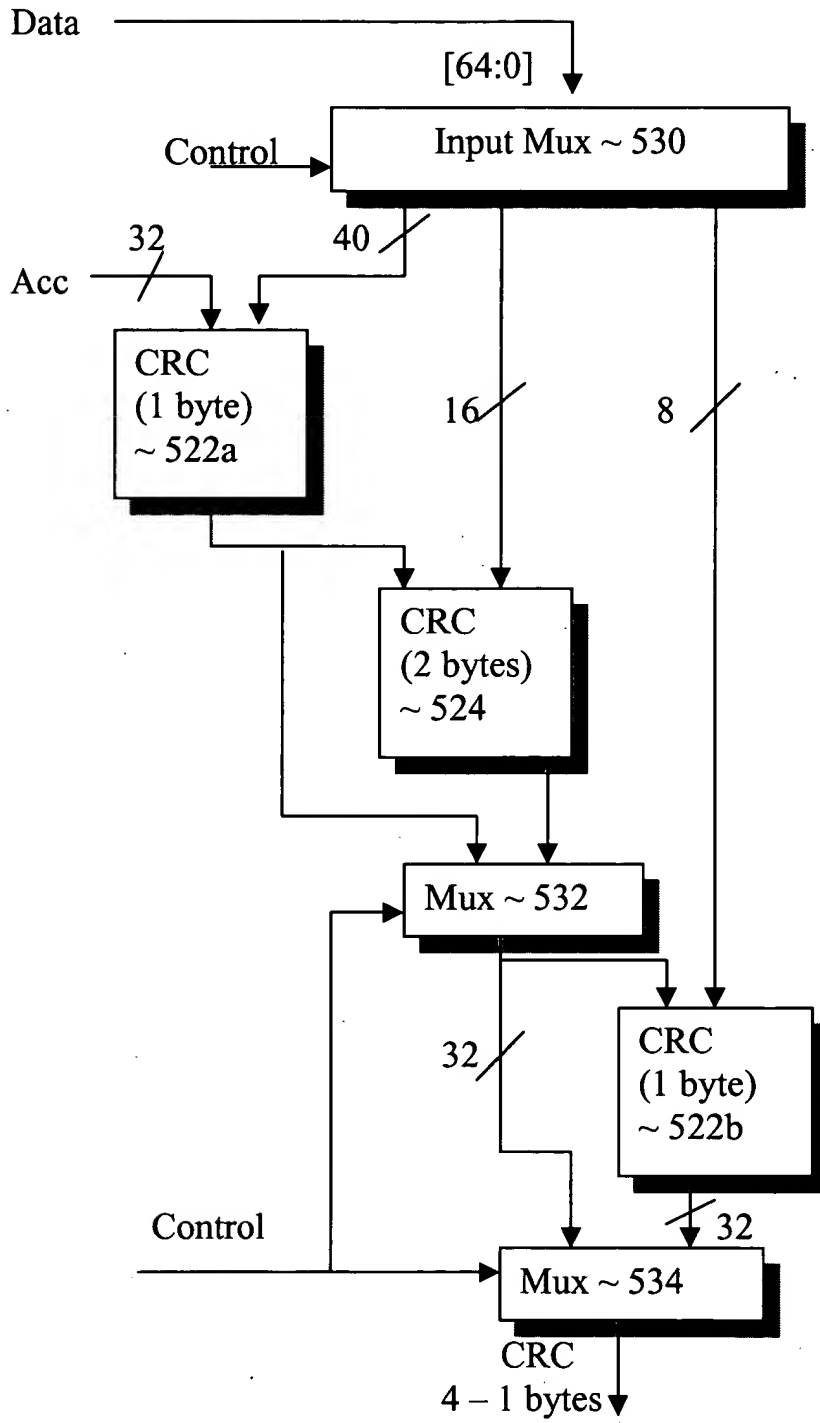 Data
[64:0]
Control
Input Mux ~ 530
32
40
Acc
CRC
(1 byte)
~ 522a
16
8
CRC
(2 bytes)
~ 524
Mux ~ 532
32
CRC
(1 byte)
~ 522b
Control
32
Mux ~ 534
CRC
4 – 1 bytes